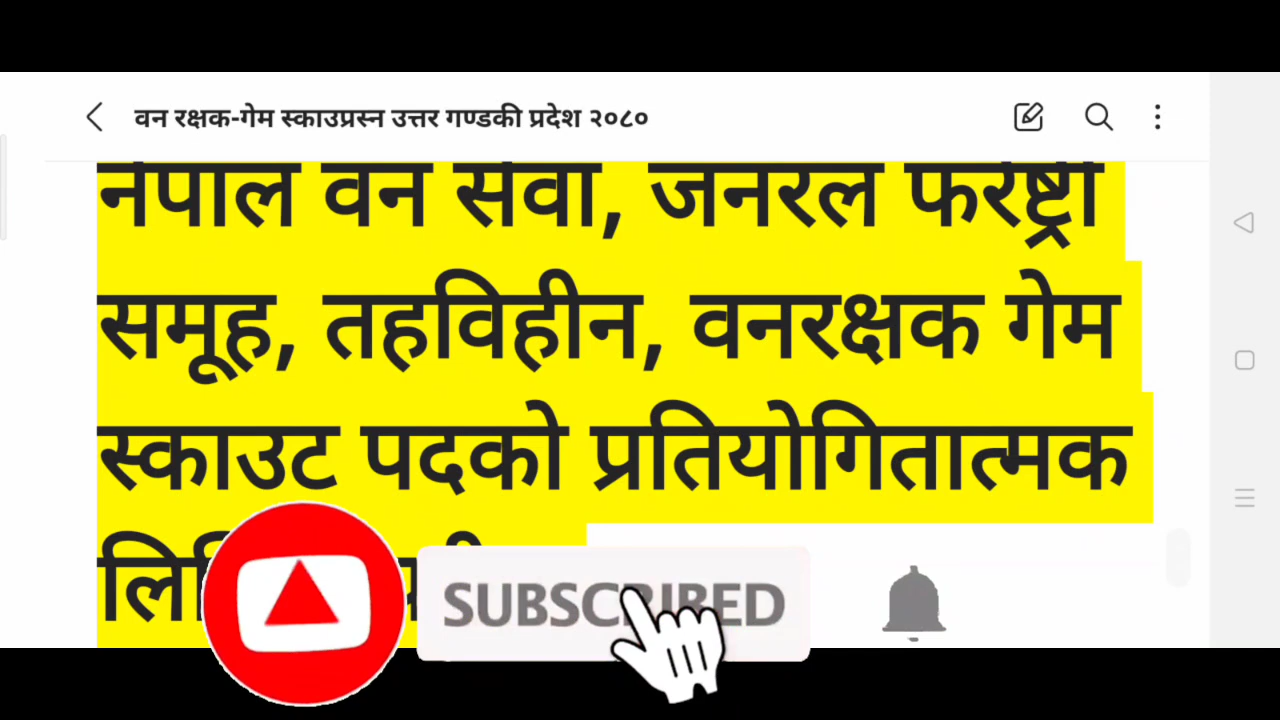 वन रक्षक-गेम स्काउप्रस्न उत्तर गण्डकी प्रदेश २०८०
नेपाल वन सेवा, जनरल फरेष्ट्री
समूह, तहविहीन, वनरक्षक गेम
स्काउट पदको प्रतियोगितात्मक
SUBSCRIBED